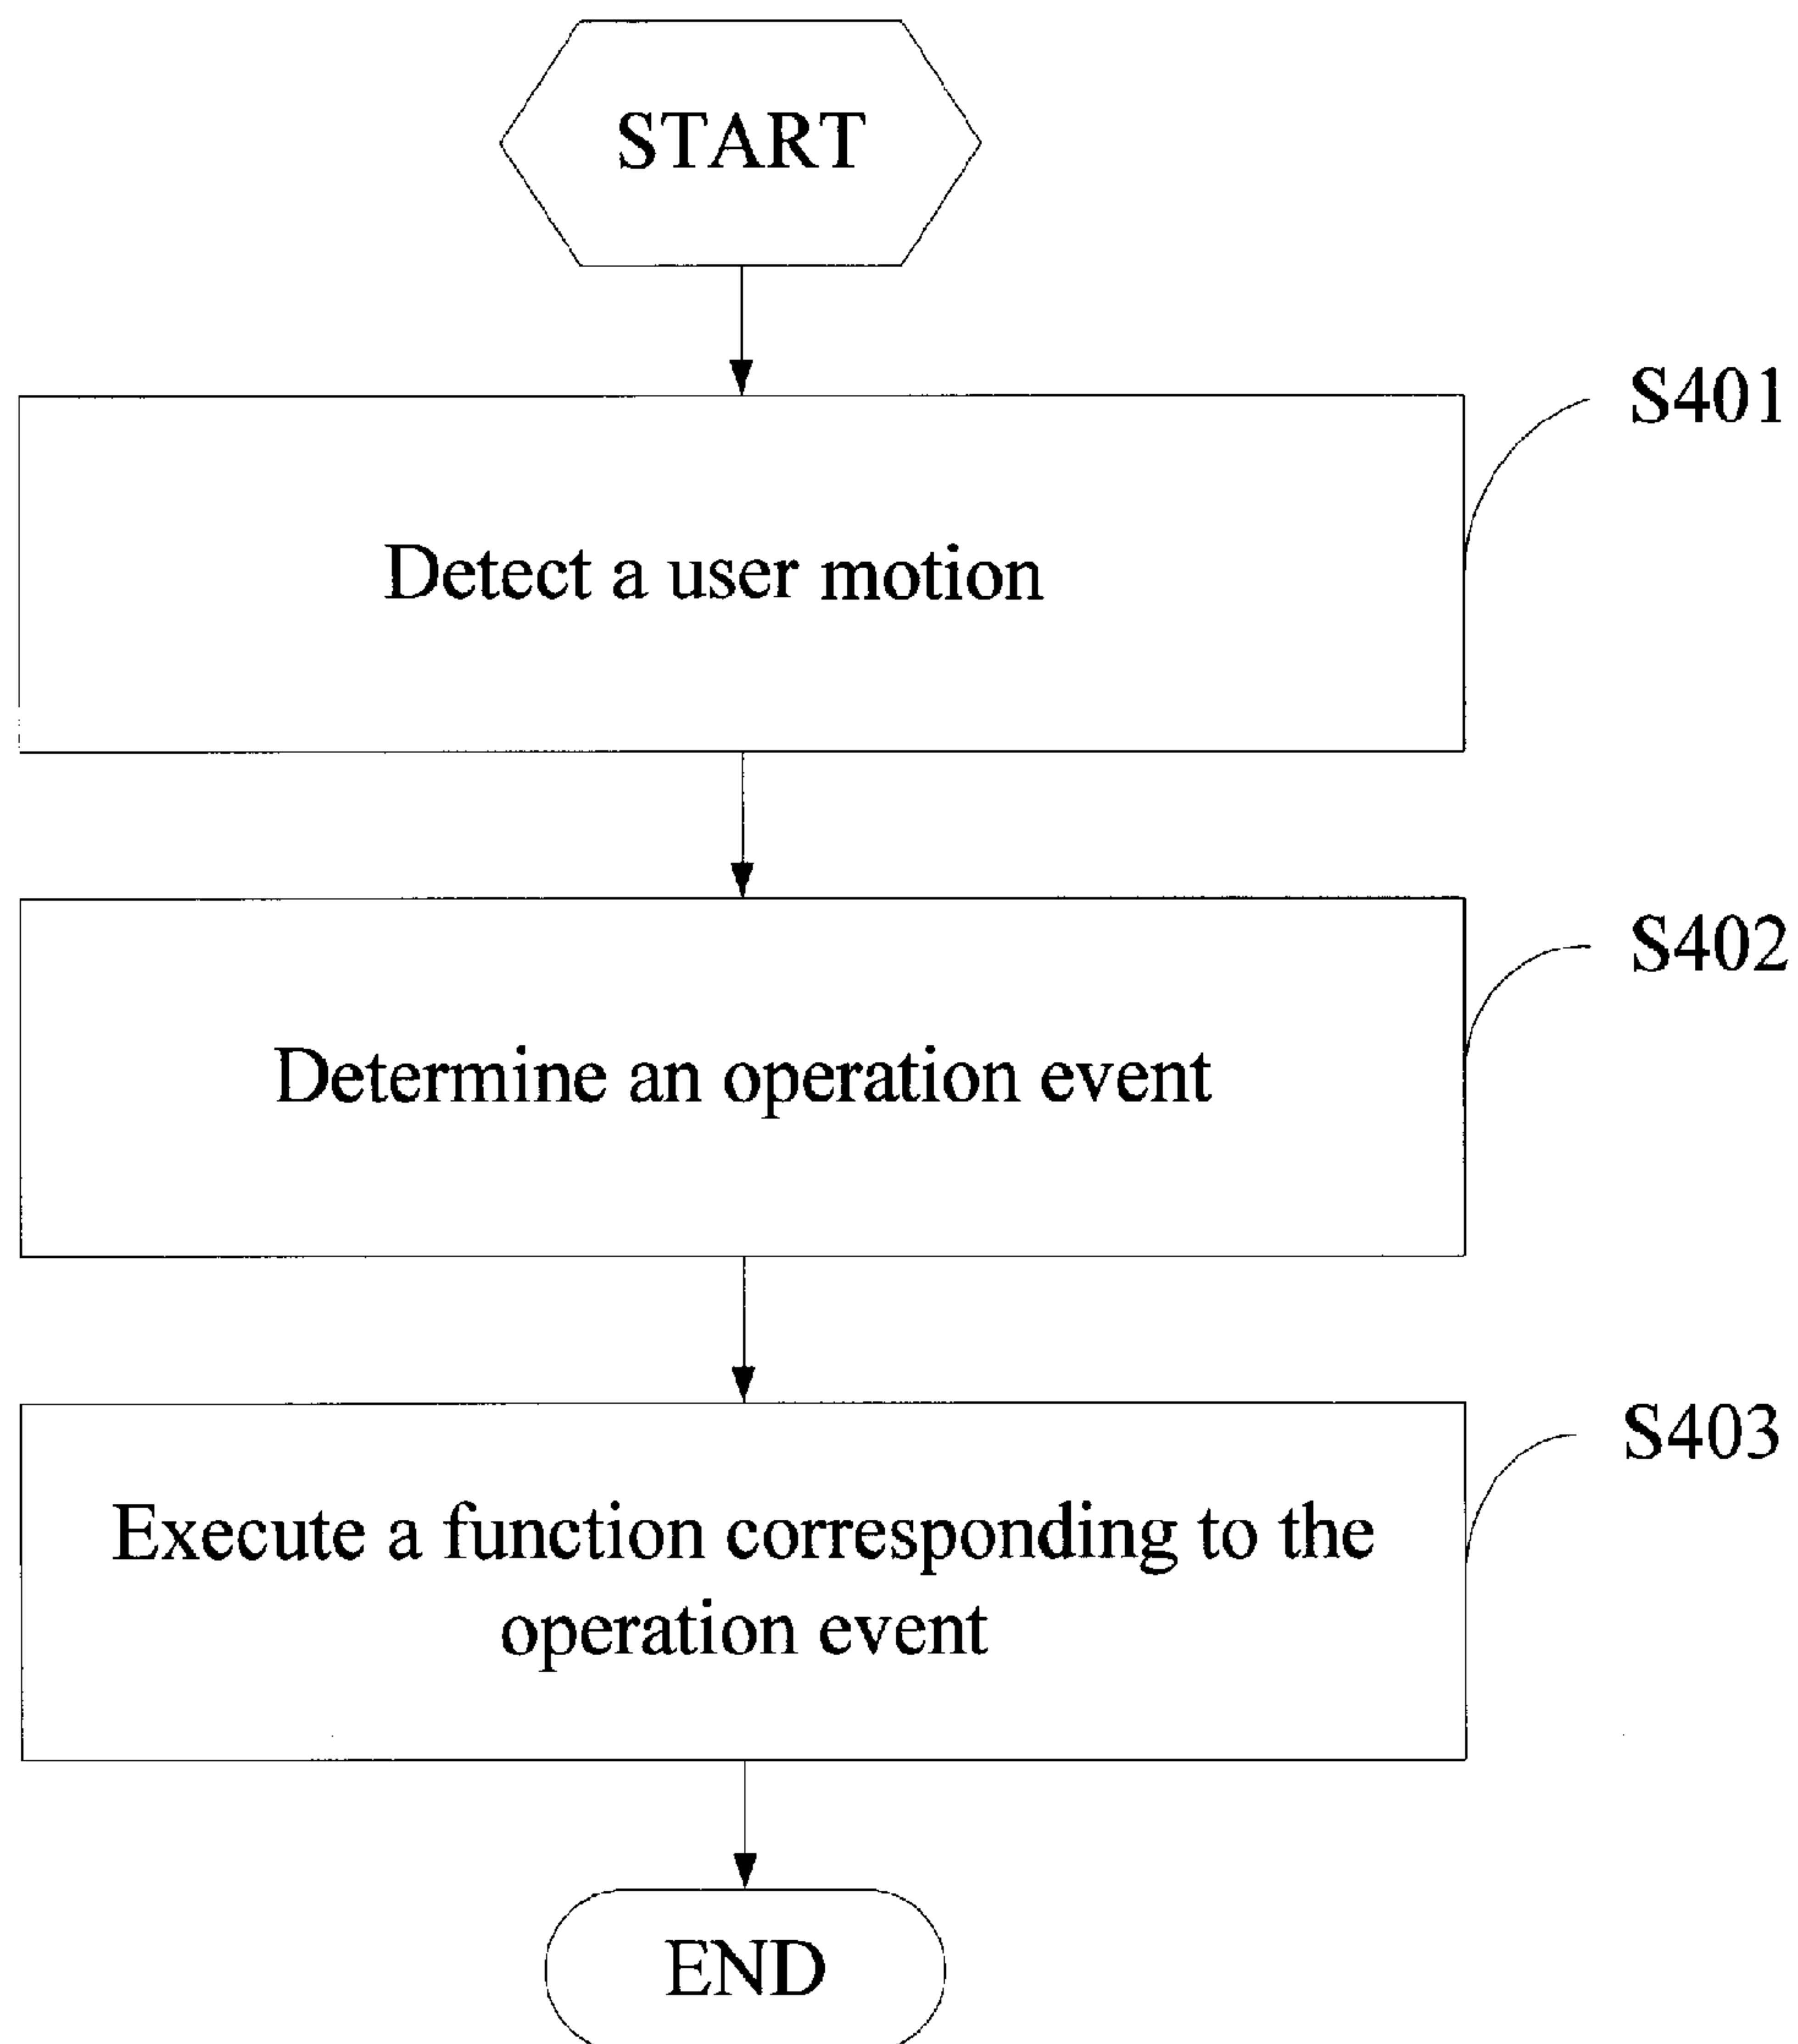 START
S401
Detect a user motion
S402
Determine an operation event
S403
Execute a function corresponding to the
operation event
END